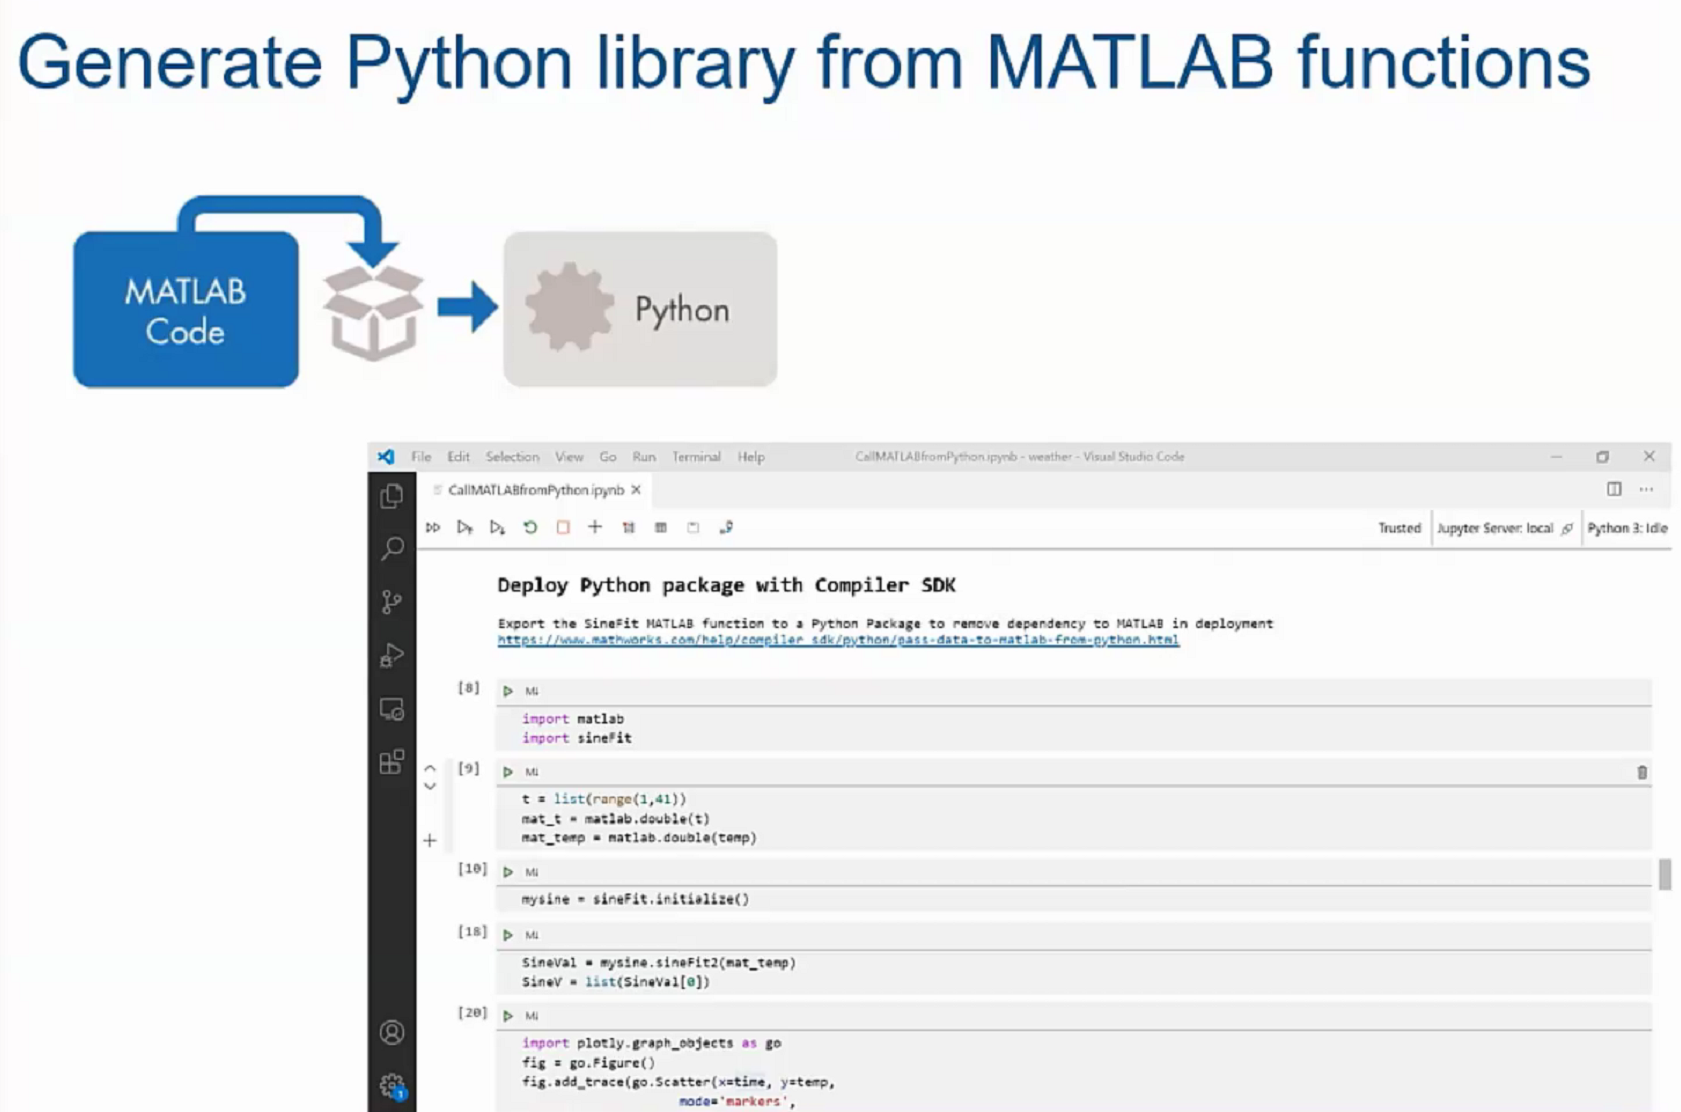 Generate Python library from MATLAB functions
MATLAB
Code
Python
File Edit Selection View Go Run Terminal Help
CallMATLABfromPython.ipynb - weather - Visual Studio Code
CallMATLABfromPython.ipynb
Trusted
Jupyter Server: local
Python 3: Idle
Deploy Python package with Compiler SDK
Export the SineFit MATLAB function to a Python Package to remove dependency to MATLAB in deployment
https://www.mathworks.com/help/compiler_sdk/python/pass-data-to-matlab-from-python.html
[8] M↓
import matlab
import sineFit
[9] M↓
t = list(range(1,41))
mat_t = matlab.double(t)
mat_temp = matlab.double(temp)
[10] M↓
mysine = sineFit.initialize()
[18] M↓
SineVal = mysine.sineFit2(mat_temp)
SineV = list(SineVal[0])
[20] M↓
import plotly.graph_objects as go
fig = go.Figure()
fig.add_trace(go.Scatter(x=time, y=temp,
mode='markers',
1